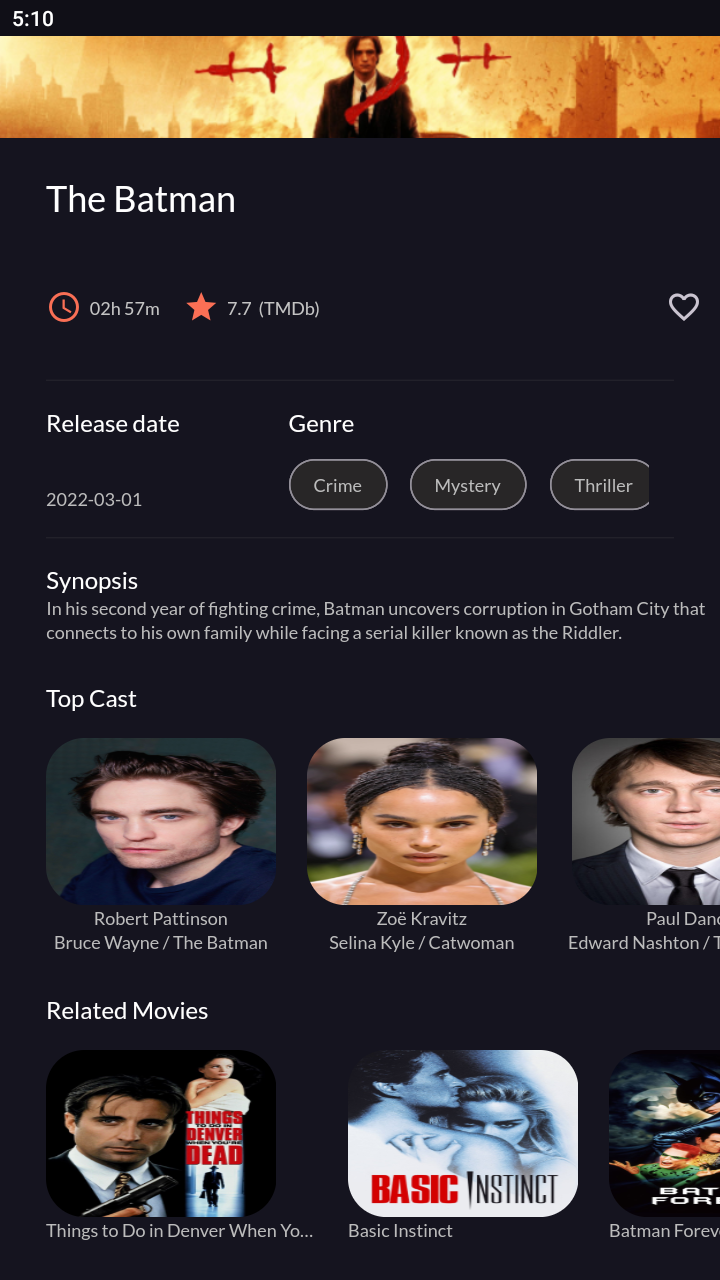 5:10
The Batman
02h 57m 7.7 (TMDb)
Release date Genre
Crime Mystery Thriller
2022-03-01
Synopsis
In his second year of fighting crime, Batman uncovers corruption in Gotham City that
connects to his own family while facing a serial killer known as the Riddler.
Top Cast
Robert Pattinson Zoë Kravitz Paul Dano
Bruce Wayne / The Batman Selina Kyle / Catwoman Edward Nashton / T
Related Movies
THINGS
TO DO IN
DENVER
WHEN YOU'RE
DEAD
BASIC INSTINCT
BAT
FOR
Things to Do in Denver When Yo... Basic Instinct Batman Forev